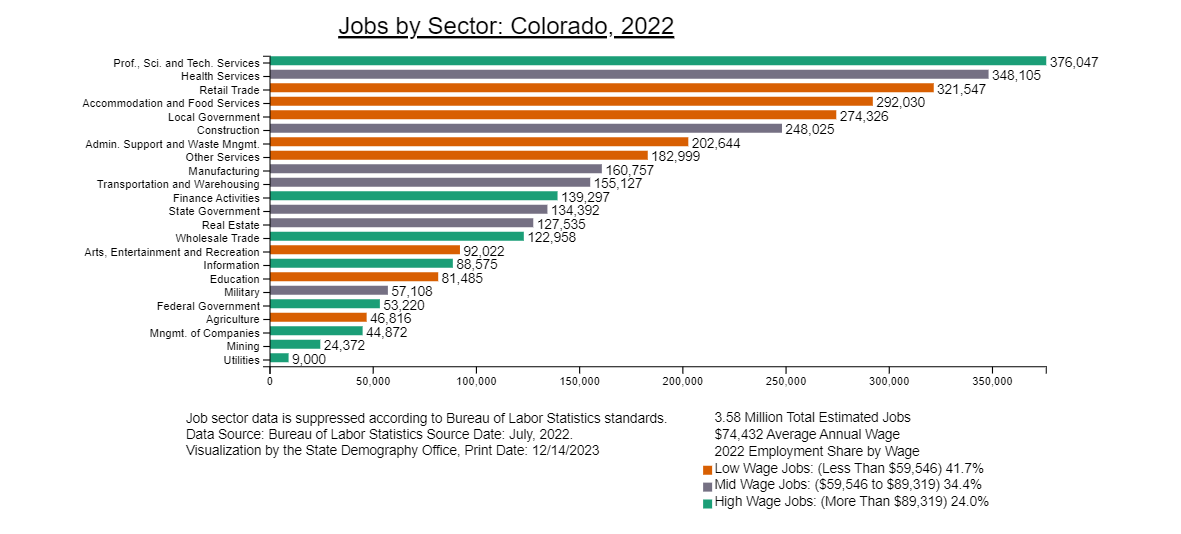 Jobs by Sector: Colorado, 2022
Prof., Sci. and Tech. Services 376,047
Health Services 348,105
Retail Trade 321,547
Accommodation and Food Services 292,030
Local Government 274,326
Construction 248,025
Admin. Support and Waste Mngmt. 202,644
Other Services 182,999
Manufacturing 160,757
Transportation and Warehousing 155,127
Finance Activities 139,297
State Government 134,392
Real Estate 127,535
Wholesale Trade 122,958
Arts, Entertainment and Recreation 92,022
Information 88,575
Education 81,485
Military 57,108
Federal Government 53,220
Agriculture 46,816
Mngmt. of Companies 44,872
Mining 24,372
Utilities 9,000
0 50,000 100,000 150,000 200,000 250,000 300,000 350,000
Job sector data is suppressed according to Bureau of Labor Statistics standards.
Data Source: Bureau of Labor Statistics Source Date: July, 2022.
Visualization by the State Demography Office, Print Date: 12/14/2023
3.58 Million Total Estimated Jobs
$74,432 Average Annual Wage
2022 Employment Share by Wage
Low Wage Jobs: (Less Than $59,546) 41.7%
Mid Wage Jobs: ($59,546 to $89,319) 34.4%
High Wage Jobs: (More Than $89,319) 24.0%